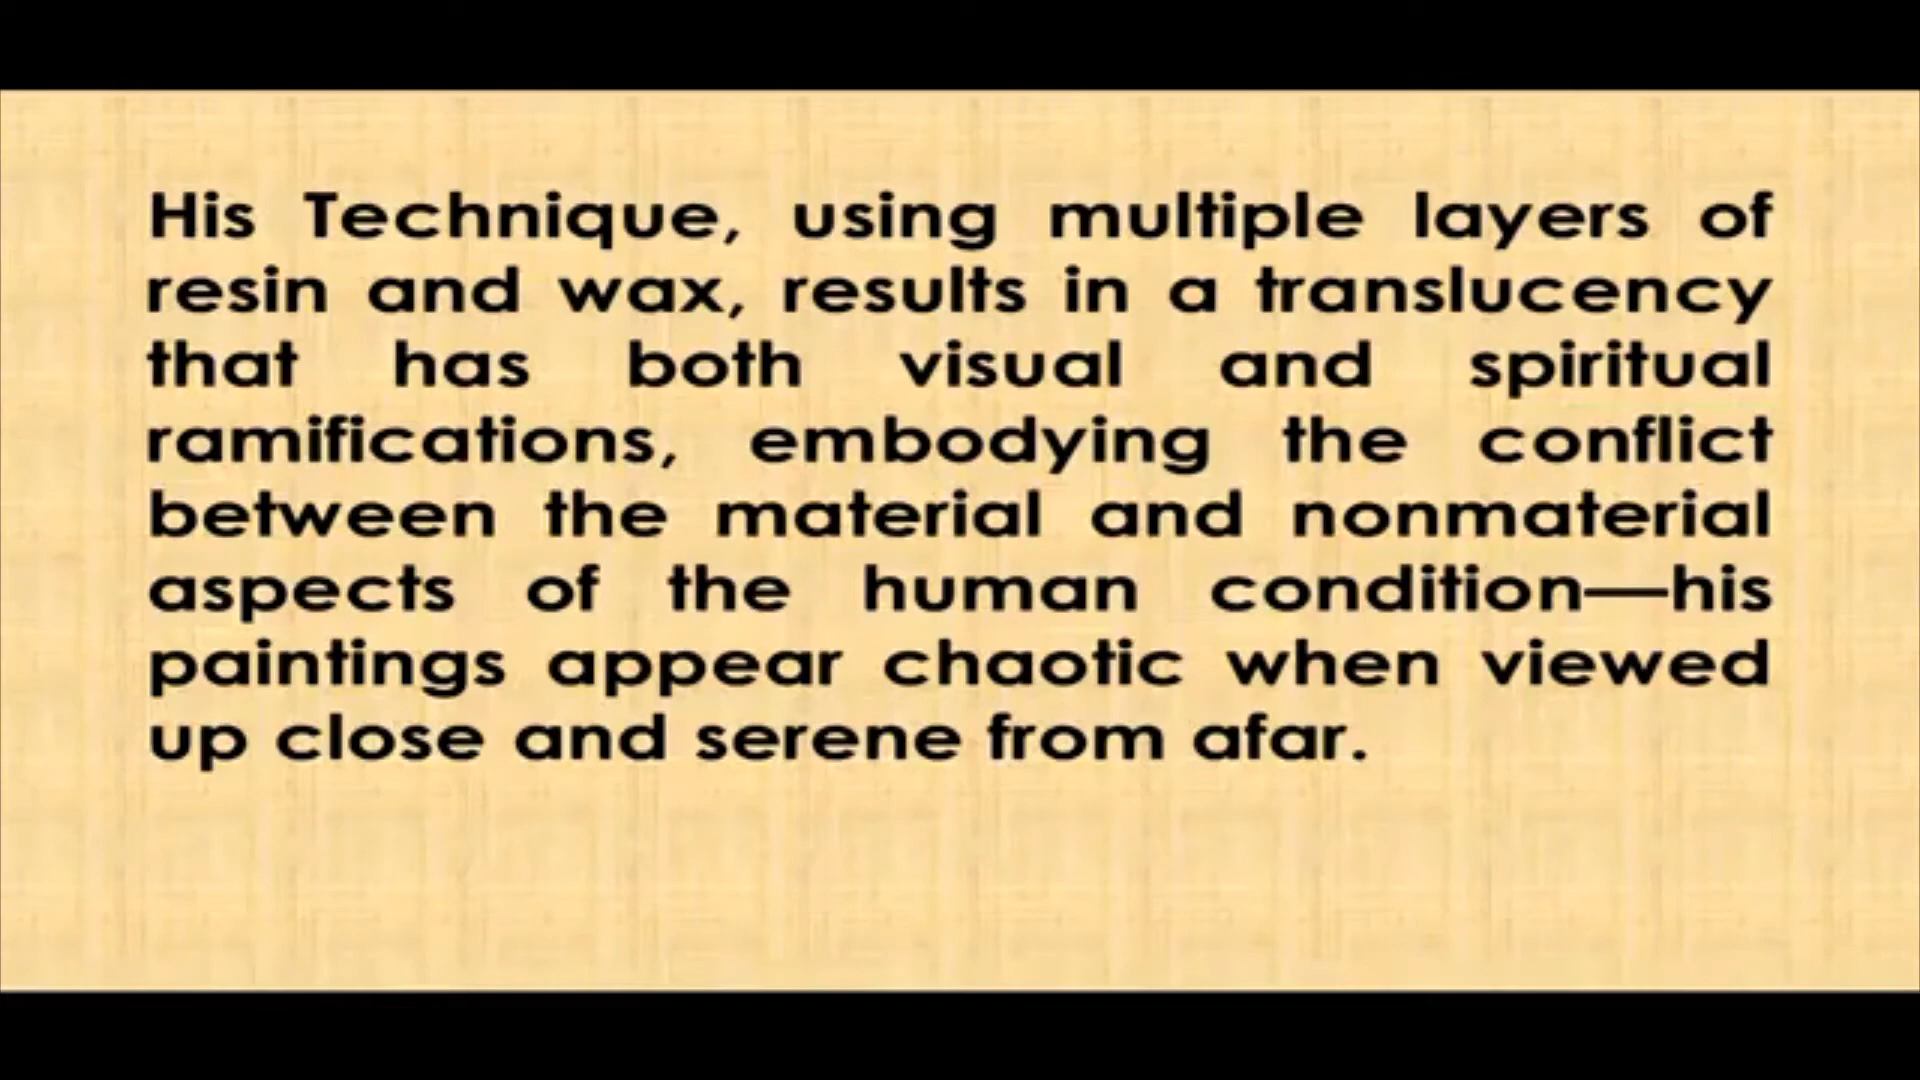 His Technique, using multiple layers of
resin and wax, results in a translucency
that has both visual and spiritual
ramifications, embodying the conflict
between the material and nonmaterial
aspects of the human condition—his
paintings appear chaotic when viewed
up close and serene from afar.